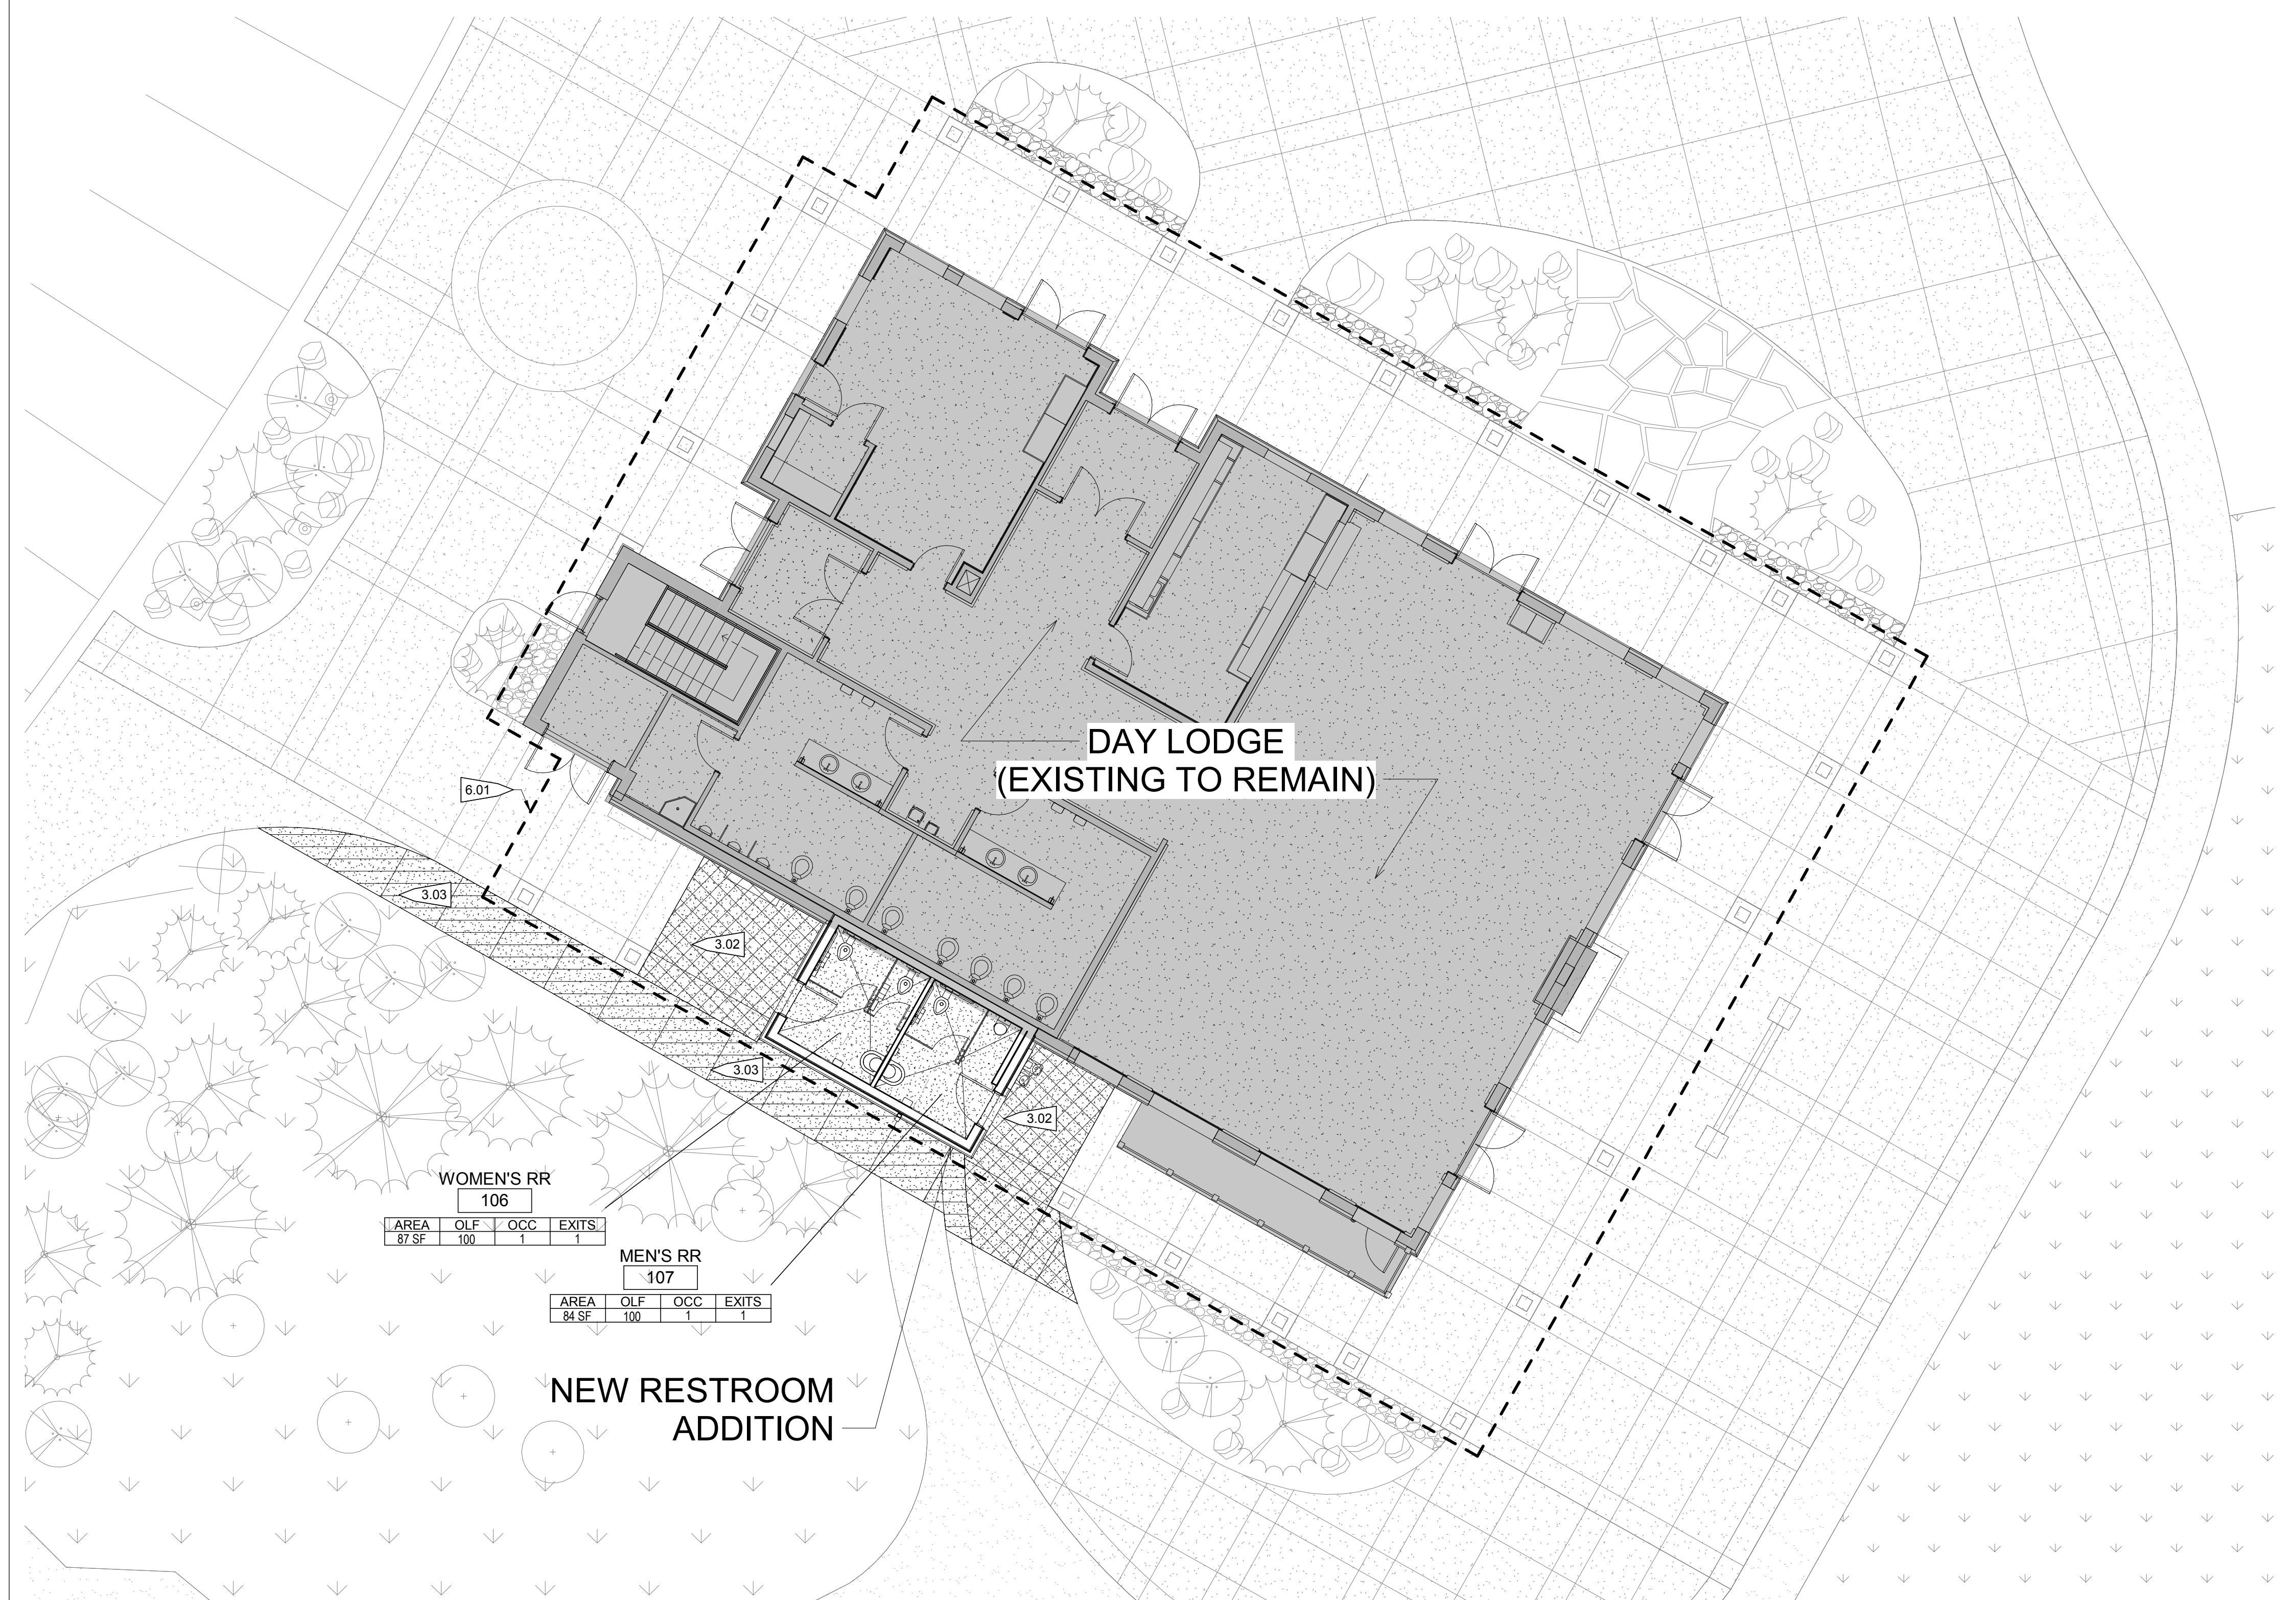 DAY LODGE
(EXISTING TO REMAIN)
6.01
3.03
3.02
3.03
3.02
WOMEN'S RR
106
AREA OLF OCC EXITS
87 SF 100 1 1
MEN'S RR
107
AREA OLF OCC EXITS
84 SF 100 1 1
NEW RESTROOM
ADDITION